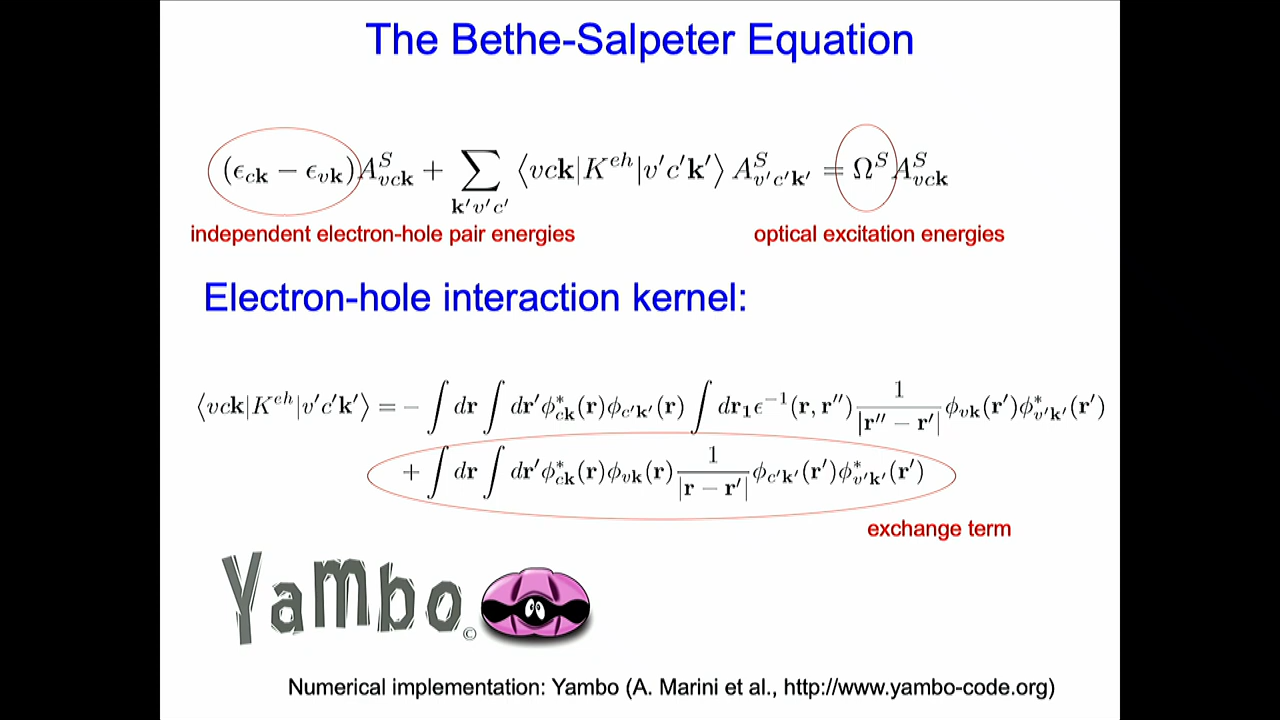 The Bethe-Salpeter Equation
(ϵ_{c𝐤} − ϵ_{v𝐤}) A^S_{vc𝐤} + ∑_{𝐤′v′c′} ⟨vc𝐤|K^{eh}|v′c′𝐤′⟩ A^S_{v′c′𝐤′} = Ω^S A^S_{vc𝐤}
independent electron-hole pair energies optical excitation energies
Electron-hole interaction kernel:
⟨vc𝐤|K^{eh}|v′c′𝐤′⟩ = − ∫ d𝐫 ∫ d𝐫′ ϕ*_{c𝐤}(𝐫) ϕ_{c′𝐤′}(𝐫) ∫ d𝐫₁ ϵ^{−1}(𝐫, 𝐫″) 1/|𝐫″ − 𝐫′| ϕ_{v𝐤}(𝐫′) ϕ*_{v′𝐤′}(𝐫′)
+ ∫ d𝐫 ∫ d𝐫′ ϕ*_{c𝐤}(𝐫) ϕ_{v𝐤}(𝐫) 1/|𝐫 − 𝐫′| ϕ_{c′𝐤′}(𝐫′) ϕ*_{v′𝐤′}(𝐫′)
exchange term
Yambo ©
Numerical implementation: Yambo (A. Marini et al., http://www.yambo-code.org)